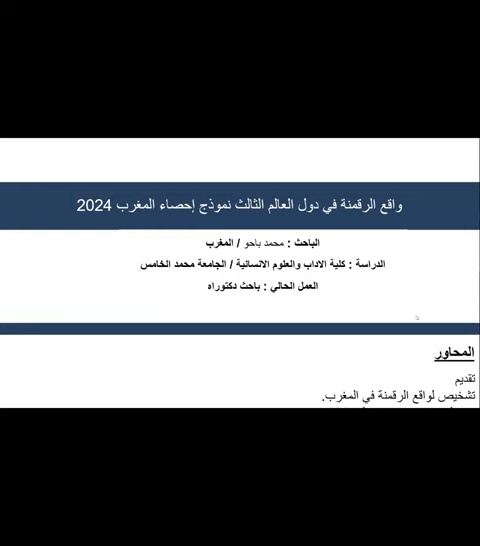 واقع الرقمنة في دول العالم الثالث نموذج إحصاء المغرب 2024
الباحث : محمد باحو / المغرب
الدراسة : كلية الاداب والعلوم الانسانية / الجامعة محمد الخامس
العمل الحالي : باحث دكتوراه
المحاور
تقديم
تشخيص لواقع الرقمنة في المغرب.